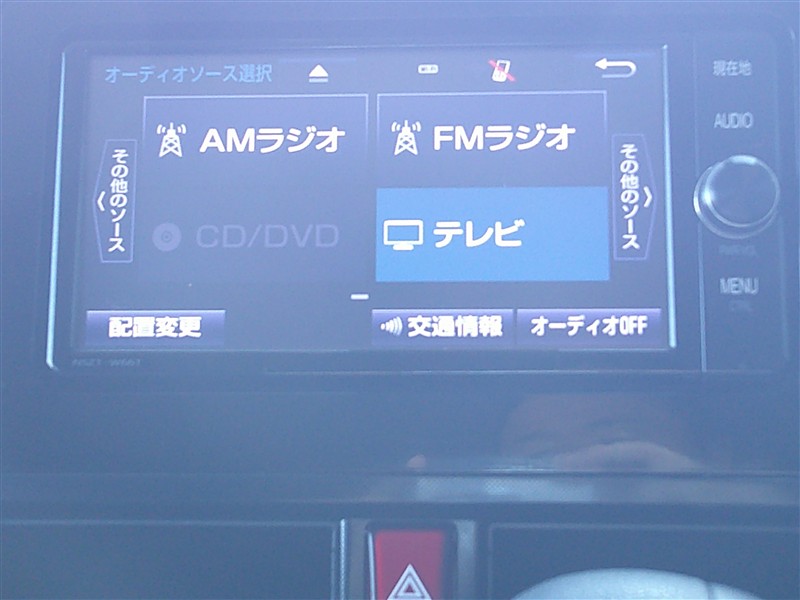 オーディオソース選択
現在地
AMラジオ
FMラジオ
AUDIO
その他のソース
その他のソース
CD/DVD
テレビ
MENU
配置変更
交通情報
オーディオOFF
NSZT-W66T